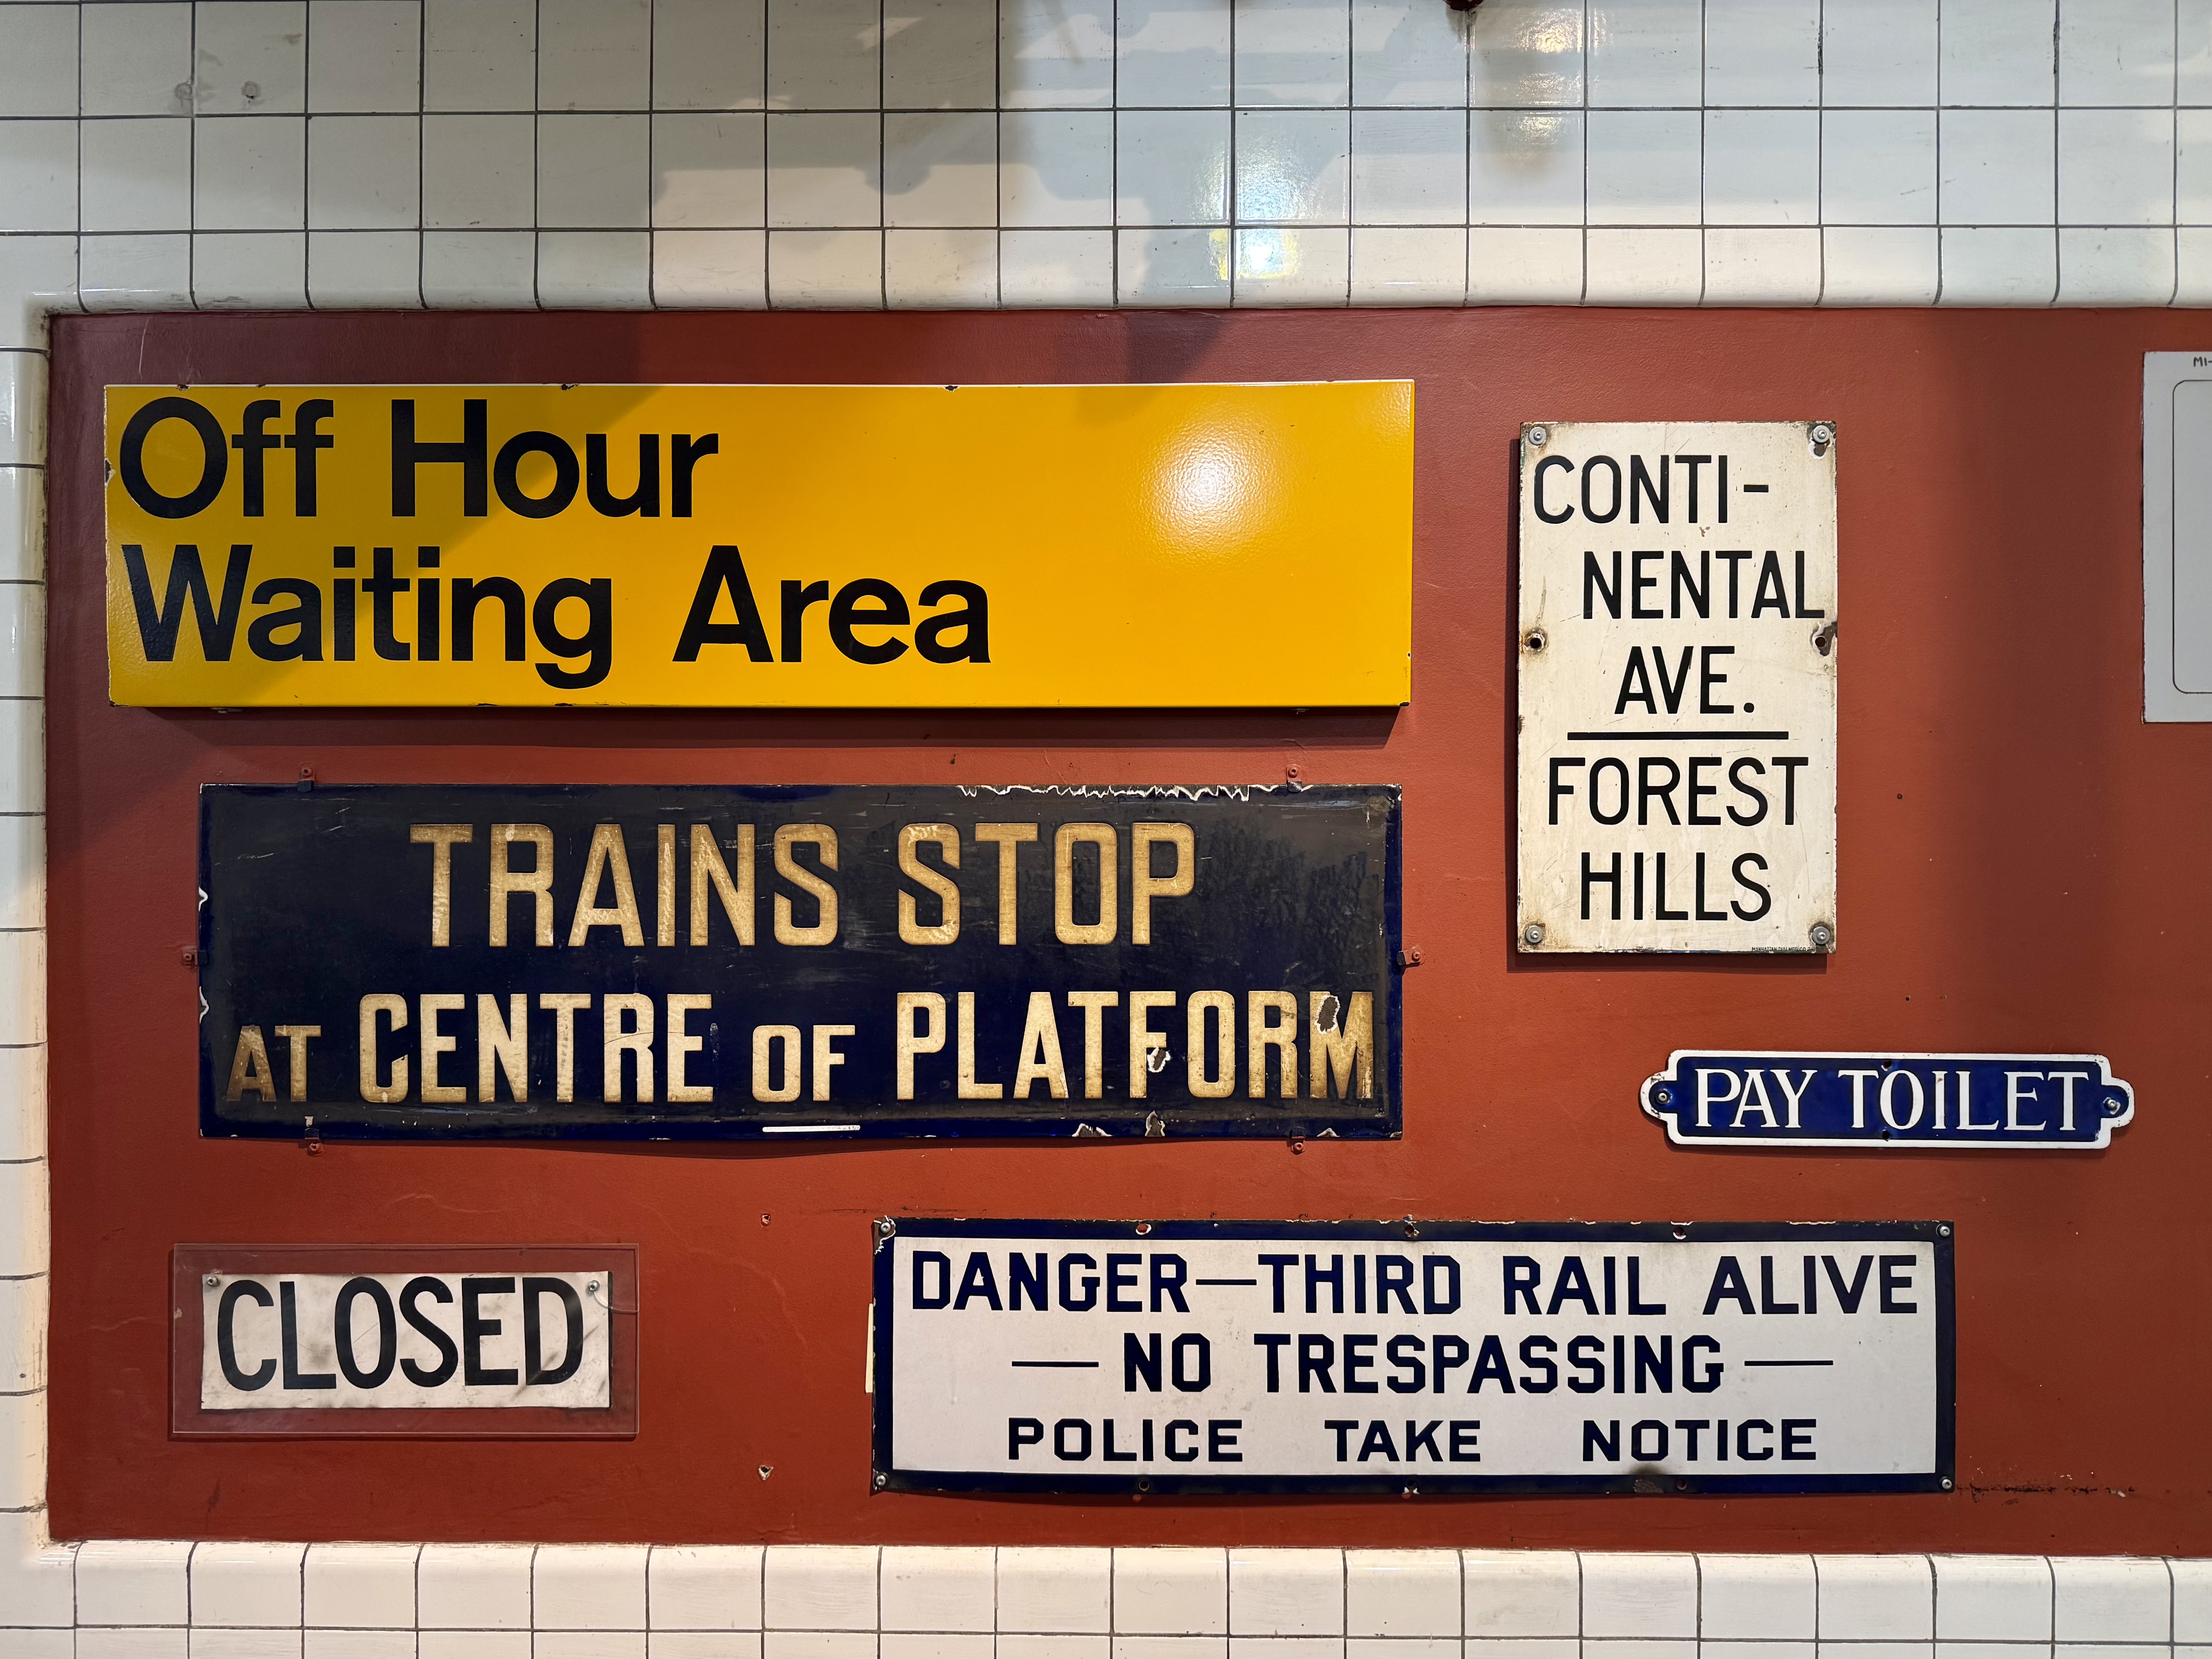 Off Hour
Waiting Area
CONTI-
NENTAL
AVE.
FOREST
HILLS
TRAINS STOP
AT CENTRE OF PLATFORM
PAY TOILET
CLOSED
DANGER—THIRD RAIL ALIVE
— NO TRESPASSING —
POLICE TAKE NOTICE